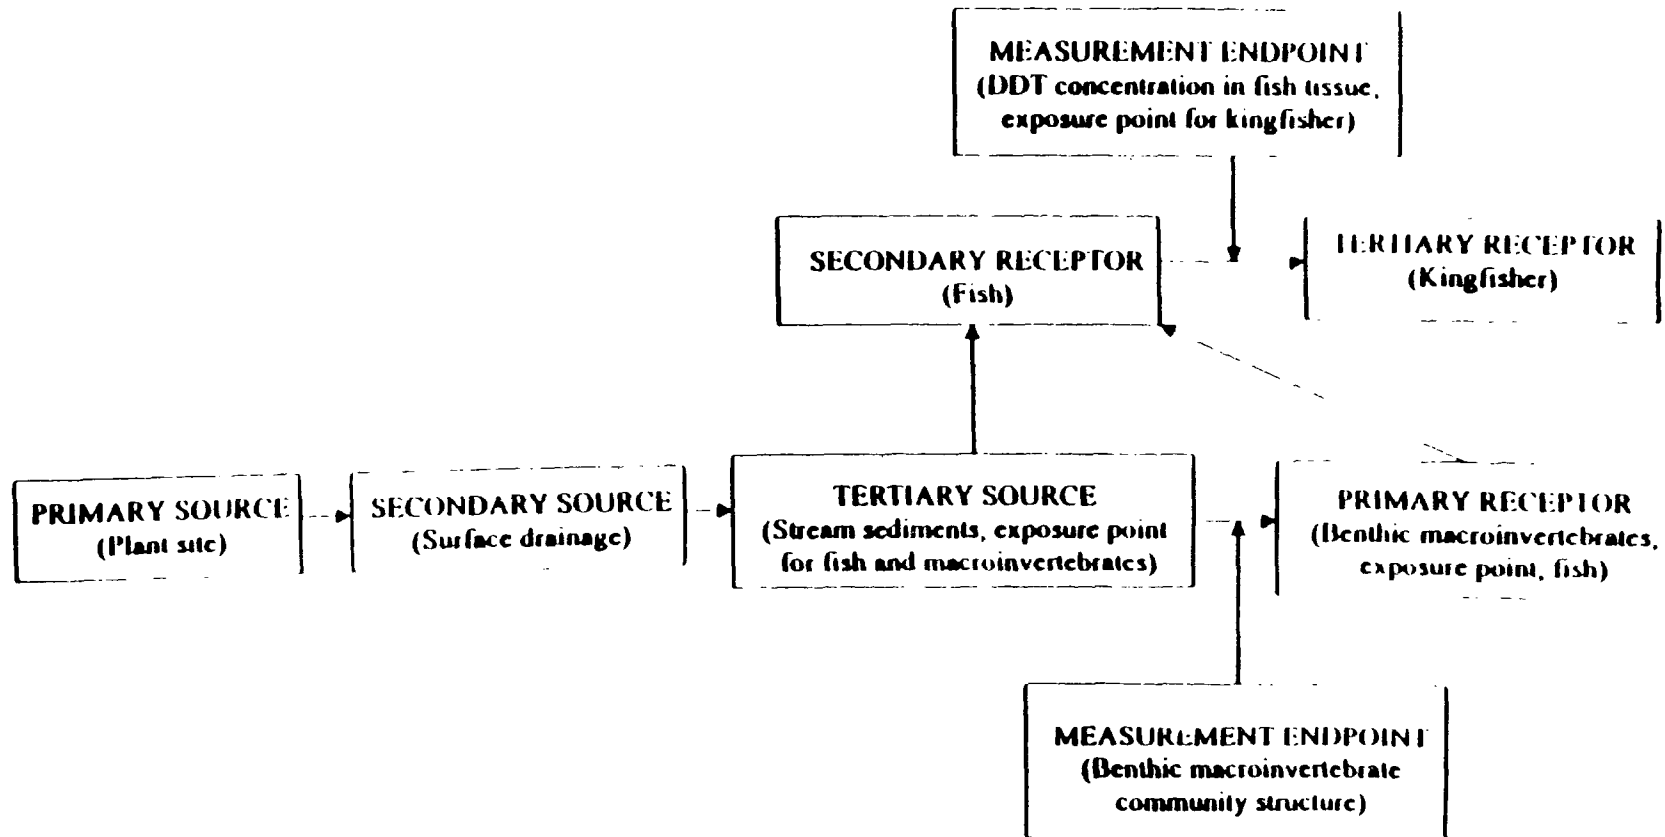 MEASUREMENT ENDPOINT
(DDT concentration in fish tissue,
exposure point for kingfisher)
SECONDARY RECEPTOR
(Fish)
TERTIARY RECEPTOR
(Kingfisher)
PRIMARY SOURCE
(Plant site)
SECONDARY SOURCE
(Surface drainage)
TERTIARY SOURCE
(Stream sediments, exposure point
for fish and macroinvertebrates)
PRIMARY RECEPTOR
(Benthic macroinvertebrates,
exposure point, fish)
MEASUREMENT ENDPOINT
(Benthic macroinvertebrate
community structure)